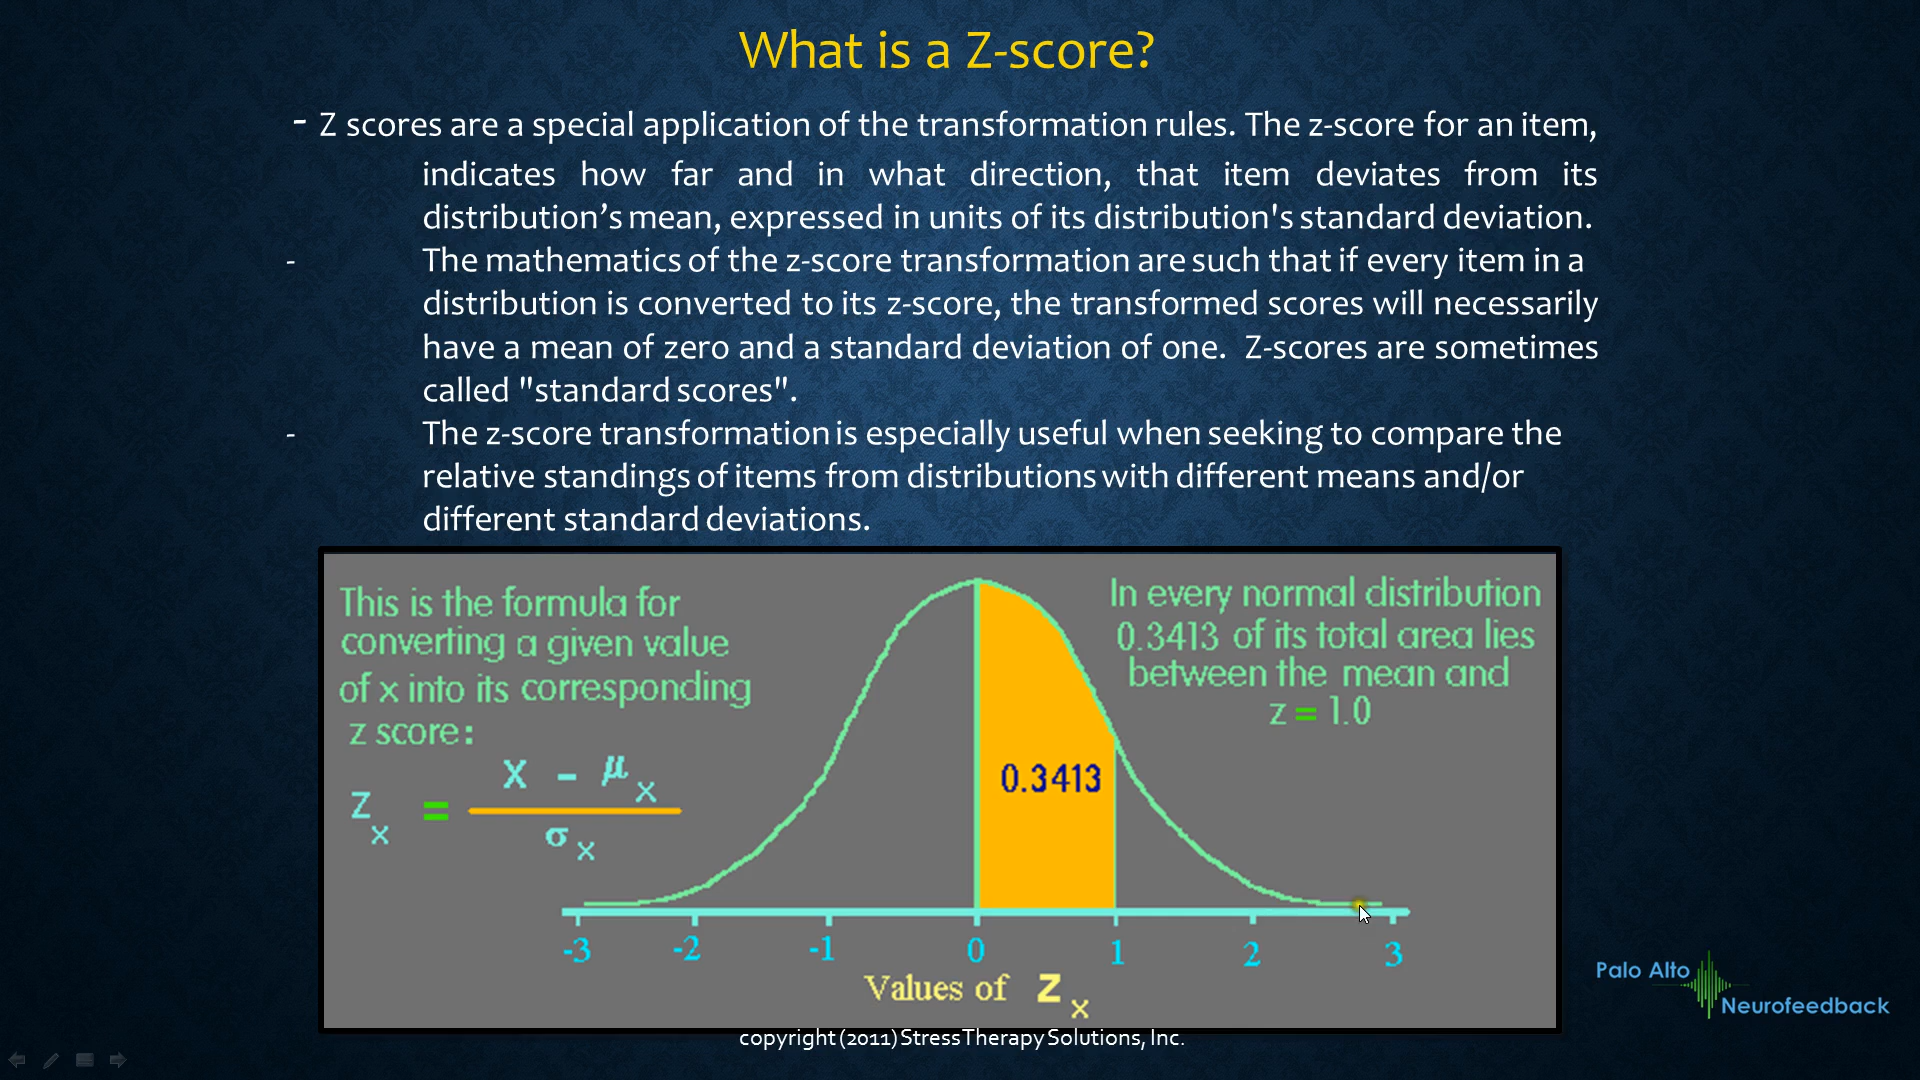 What is a Z-score?
- Z scores are a special application of the transformation rules. The z-score for an item,
indicates how far and in what direction, that item deviates from its
distribution’s mean, expressed in units of its distribution's standard deviation.
- The mathematics of the z-score transformation are such that if every item in a
distribution is converted to its z-score, the transformed scores will necessarily
have a mean of zero and a standard deviation of one. Z-scores are sometimes
called "standard scores".
- The z-score transformation is especially useful when seeking to compare the
relative standings of items from distributions with different means and/or
different standard deviations.
This is the formula for
converting a given value
of x into its corresponding
z score:
Z x = X - μ x
σ x
In every normal distribution
0.3413 of its total area lies
between the mean and
z = 1.0
0.3413
-3 -2 -1 0 1 2 3
Values of Z x
Palo Alto
Neurofeedback
copyright (2011) StressTherapy Solutions, Inc.